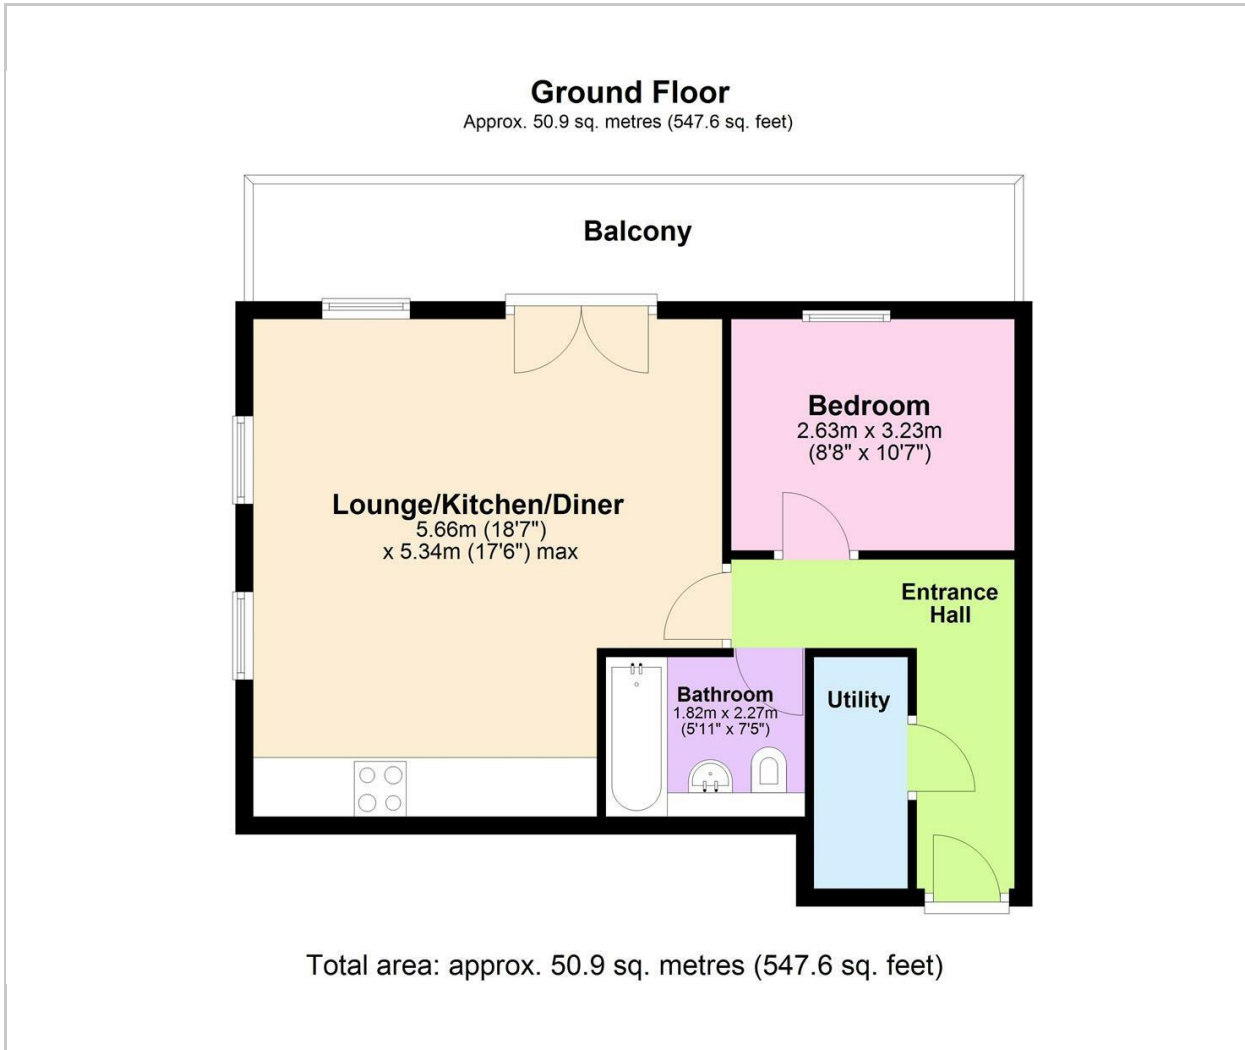 Ground Floor
Approx. 50.9 sq. metres (547.6 sq. feet)
Balcony
Bedroom
2.63m x 3.23m
(8'8" x 10'7")
Lounge/Kitchen/Diner
5.66m (18'7")
x 5.34m (17'6") max
Entrance
Hall
Bathroom
1.82m x 2.27m
(5'11" x 7'5")
Utility
Total area: approx. 50.9 sq. metres (547.6 sq. feet)